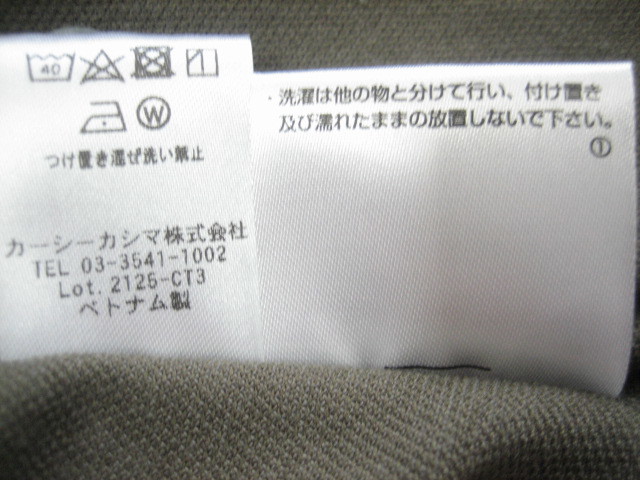 40
W
つけ置き混ぜ洗い禁止
カーシーカシマ株式会社
TEL 03-3541-1002
Lot. 2125-CT3
ベトナム製
・洗濯は他の物と分けて行い、付け置き
及び濡れたままの放置しないで下さい。
①